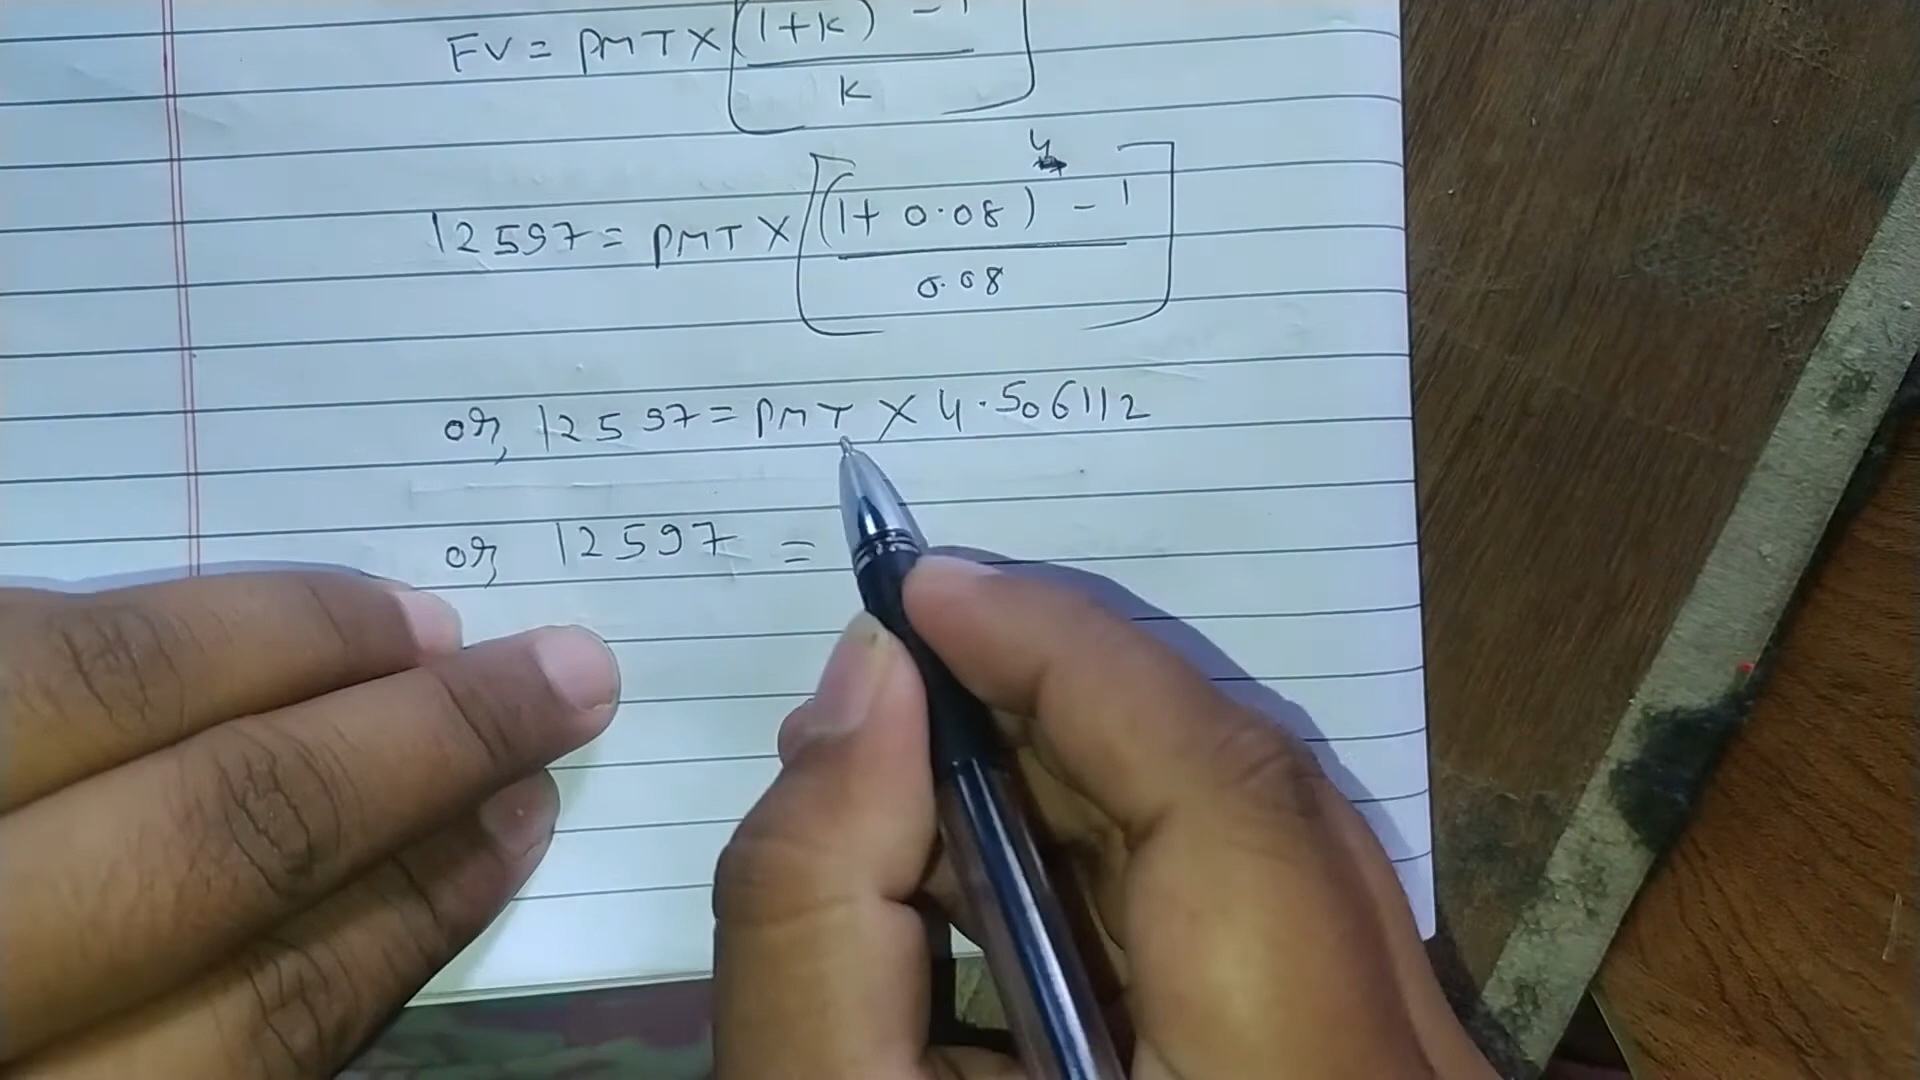 FV = PMT X [(1+k) - 1
k
12597 = PMT X [(1+ 0.08)^4 - 1]
0.08
or, 12597 = PMT X 4.506112
or, 12597 =